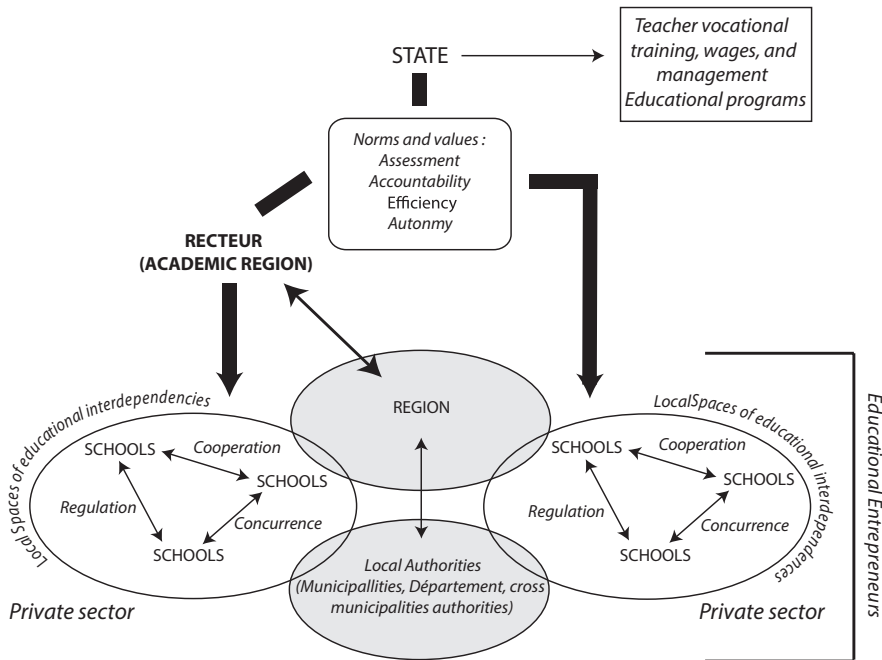 STATE
Teacher vocational
training, wages, and
management
Educational programs
Norms and values :
Assessment
Accountability
Efficiency
Autonmy
RECTEUR
(ACADEMIC REGION)
REGION
Local Spaces of educational interdependencies
SCHOOLS
Cooperation
SCHOOLS
Regulation
Concurrence
SCHOOLS
Private sector
Local Authorities
(Municipallities, Département, cross
municipalities authorities)
LocalSpaces of educational interdependences
SCHOOLS
Cooperation
SCHOOLS
Regulation
Concurrence
SCHOOLS
Private sector
Educational Entrepreneurs